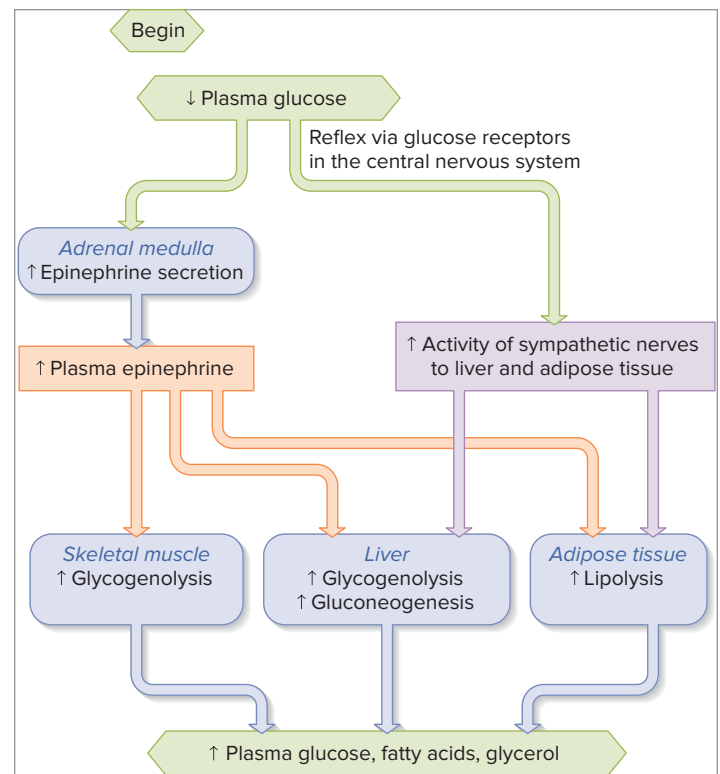 Begin
↓ Plasma glucose
Reflex via glucose receptors
in the central nervous system
Adrenal medulla
↑ Epinephrine secretion
↑ Plasma epinephrine
↑ Activity of sympathetic nerves
to liver and adipose tissue
Skeletal muscle
↑ Glycogenolysis
Liver
↑ Glycogenolysis
↑ Gluconeogenesis
Adipose tissue
↑ Lipolysis
↑ Plasma glucose, fatty acids, glycerol